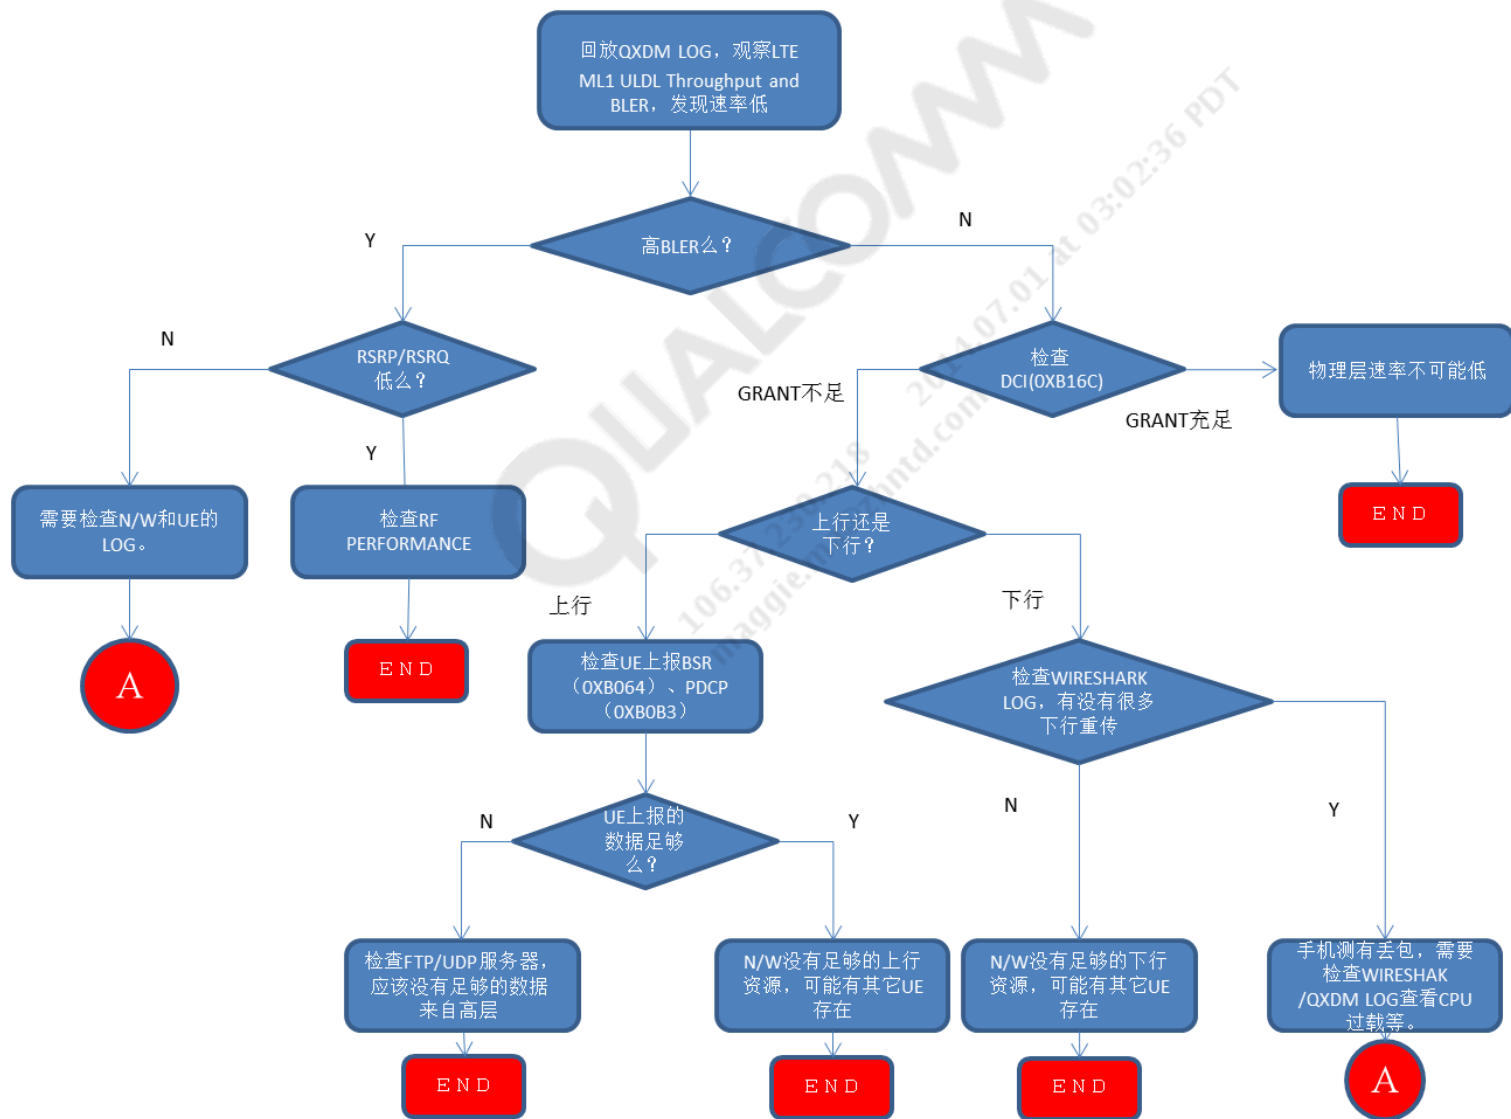 回放QXDM LOG，观察LTE
ML1 ULDL Throughput and
BLER，发现速率低
高BLER么？
Y
N
RSRP/RSRQ
低么？
N
Y
检查
DCI(0XB16C)
GRANT不足
GRANT充足
物理层速率不可能低
END
需要检查N/W和UE的
LOG。
A
检查RF
PERFORMANCE
END
上行还是
下行？
上行
下行
检查UE上报BSR
（0XB064）、PDCP
（0XB0B3）
检查WIRESHARK
LOG，有没有很多
下行重传
UE上报的
数据足够
么？
N
Y
N
Y
检查FTP/UDP服务器，
应该没有足够的数据
来自高层
END
N/W没有足够的上行
资源，可能有其它UE
存在
END
N/W没有足够的下行
资源，可能有其它UE
存在
END
手机测有丢包，需要
检查WIRESHAK
/QXDM LOG查看CPU
过载等。
A
QUALCOMM
03:02:36 PDT
106.37.230.218